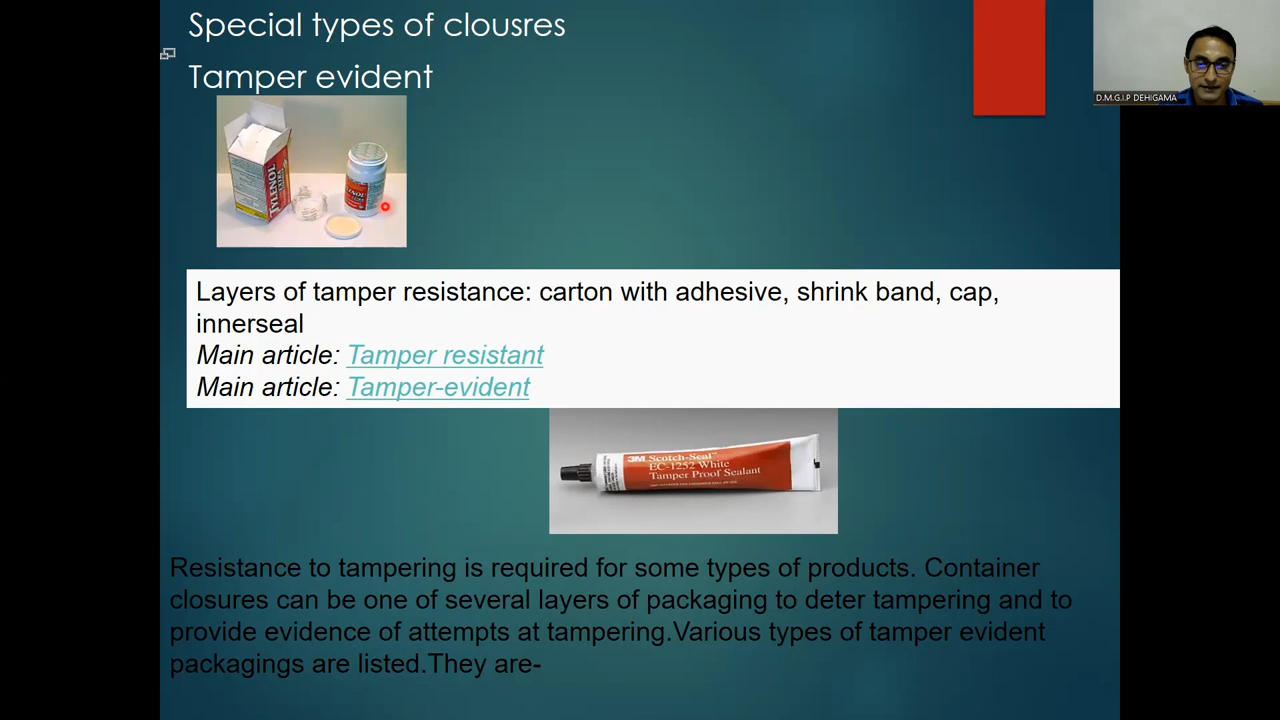 Special types of clousres
Tamper evident
D.M.G.I.P DEHIGAMA
TYLENOL
Layers of tamper resistance: carton with adhesive, shrink band, cap,
innerseal
Main article: Tamper resistant
Main article: Tamper-evident
3M Scotch-Seal™
EC-1252 White
Tamper Proof Sealant
Resistance to tampering is required for some types of products. Container
closures can be one of several layers of packaging to deter tampering and to
provide evidence of attempts at tampering.Various types of tamper evident
packagings are listed.They are-